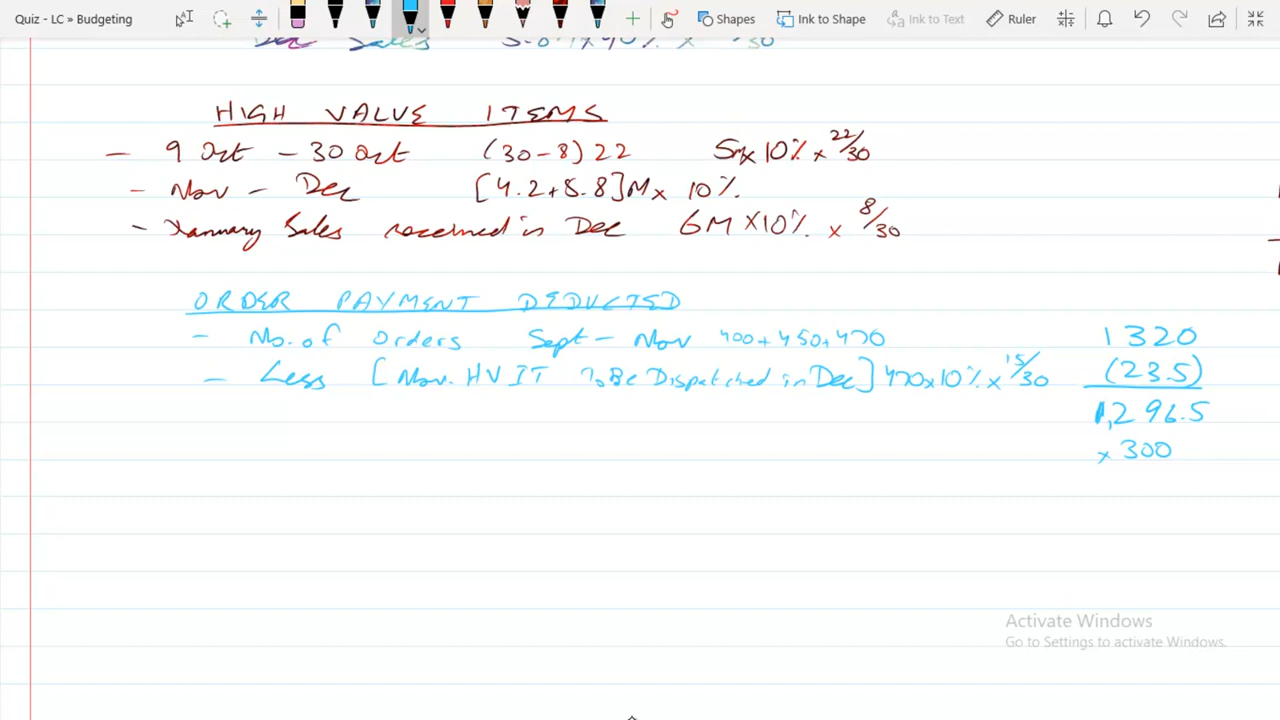 Quiz - LC » Budgeting Shapes Ink to Shape Ink to Text Ruler
Dec Sales
HIGH VALUE ITEMS
- 9 Oct - 30 Oct (30-8) 22 5m x 10% x 22/30
- Nov - Dec [4.2+5.8]M x 10%
- January Sales received in Dec 6M x 10% x 8/30
ORDER PAYMENT DEDUCTED
- No. of orders Sept - Nov 400+450+470 1320
- Less [Nov. HV IT To Be Dispatched in Dec] 470x10% x 15/30 (23.5)
1,296.5
x 300
Activate Windows
Go to Settings to activate Windows.